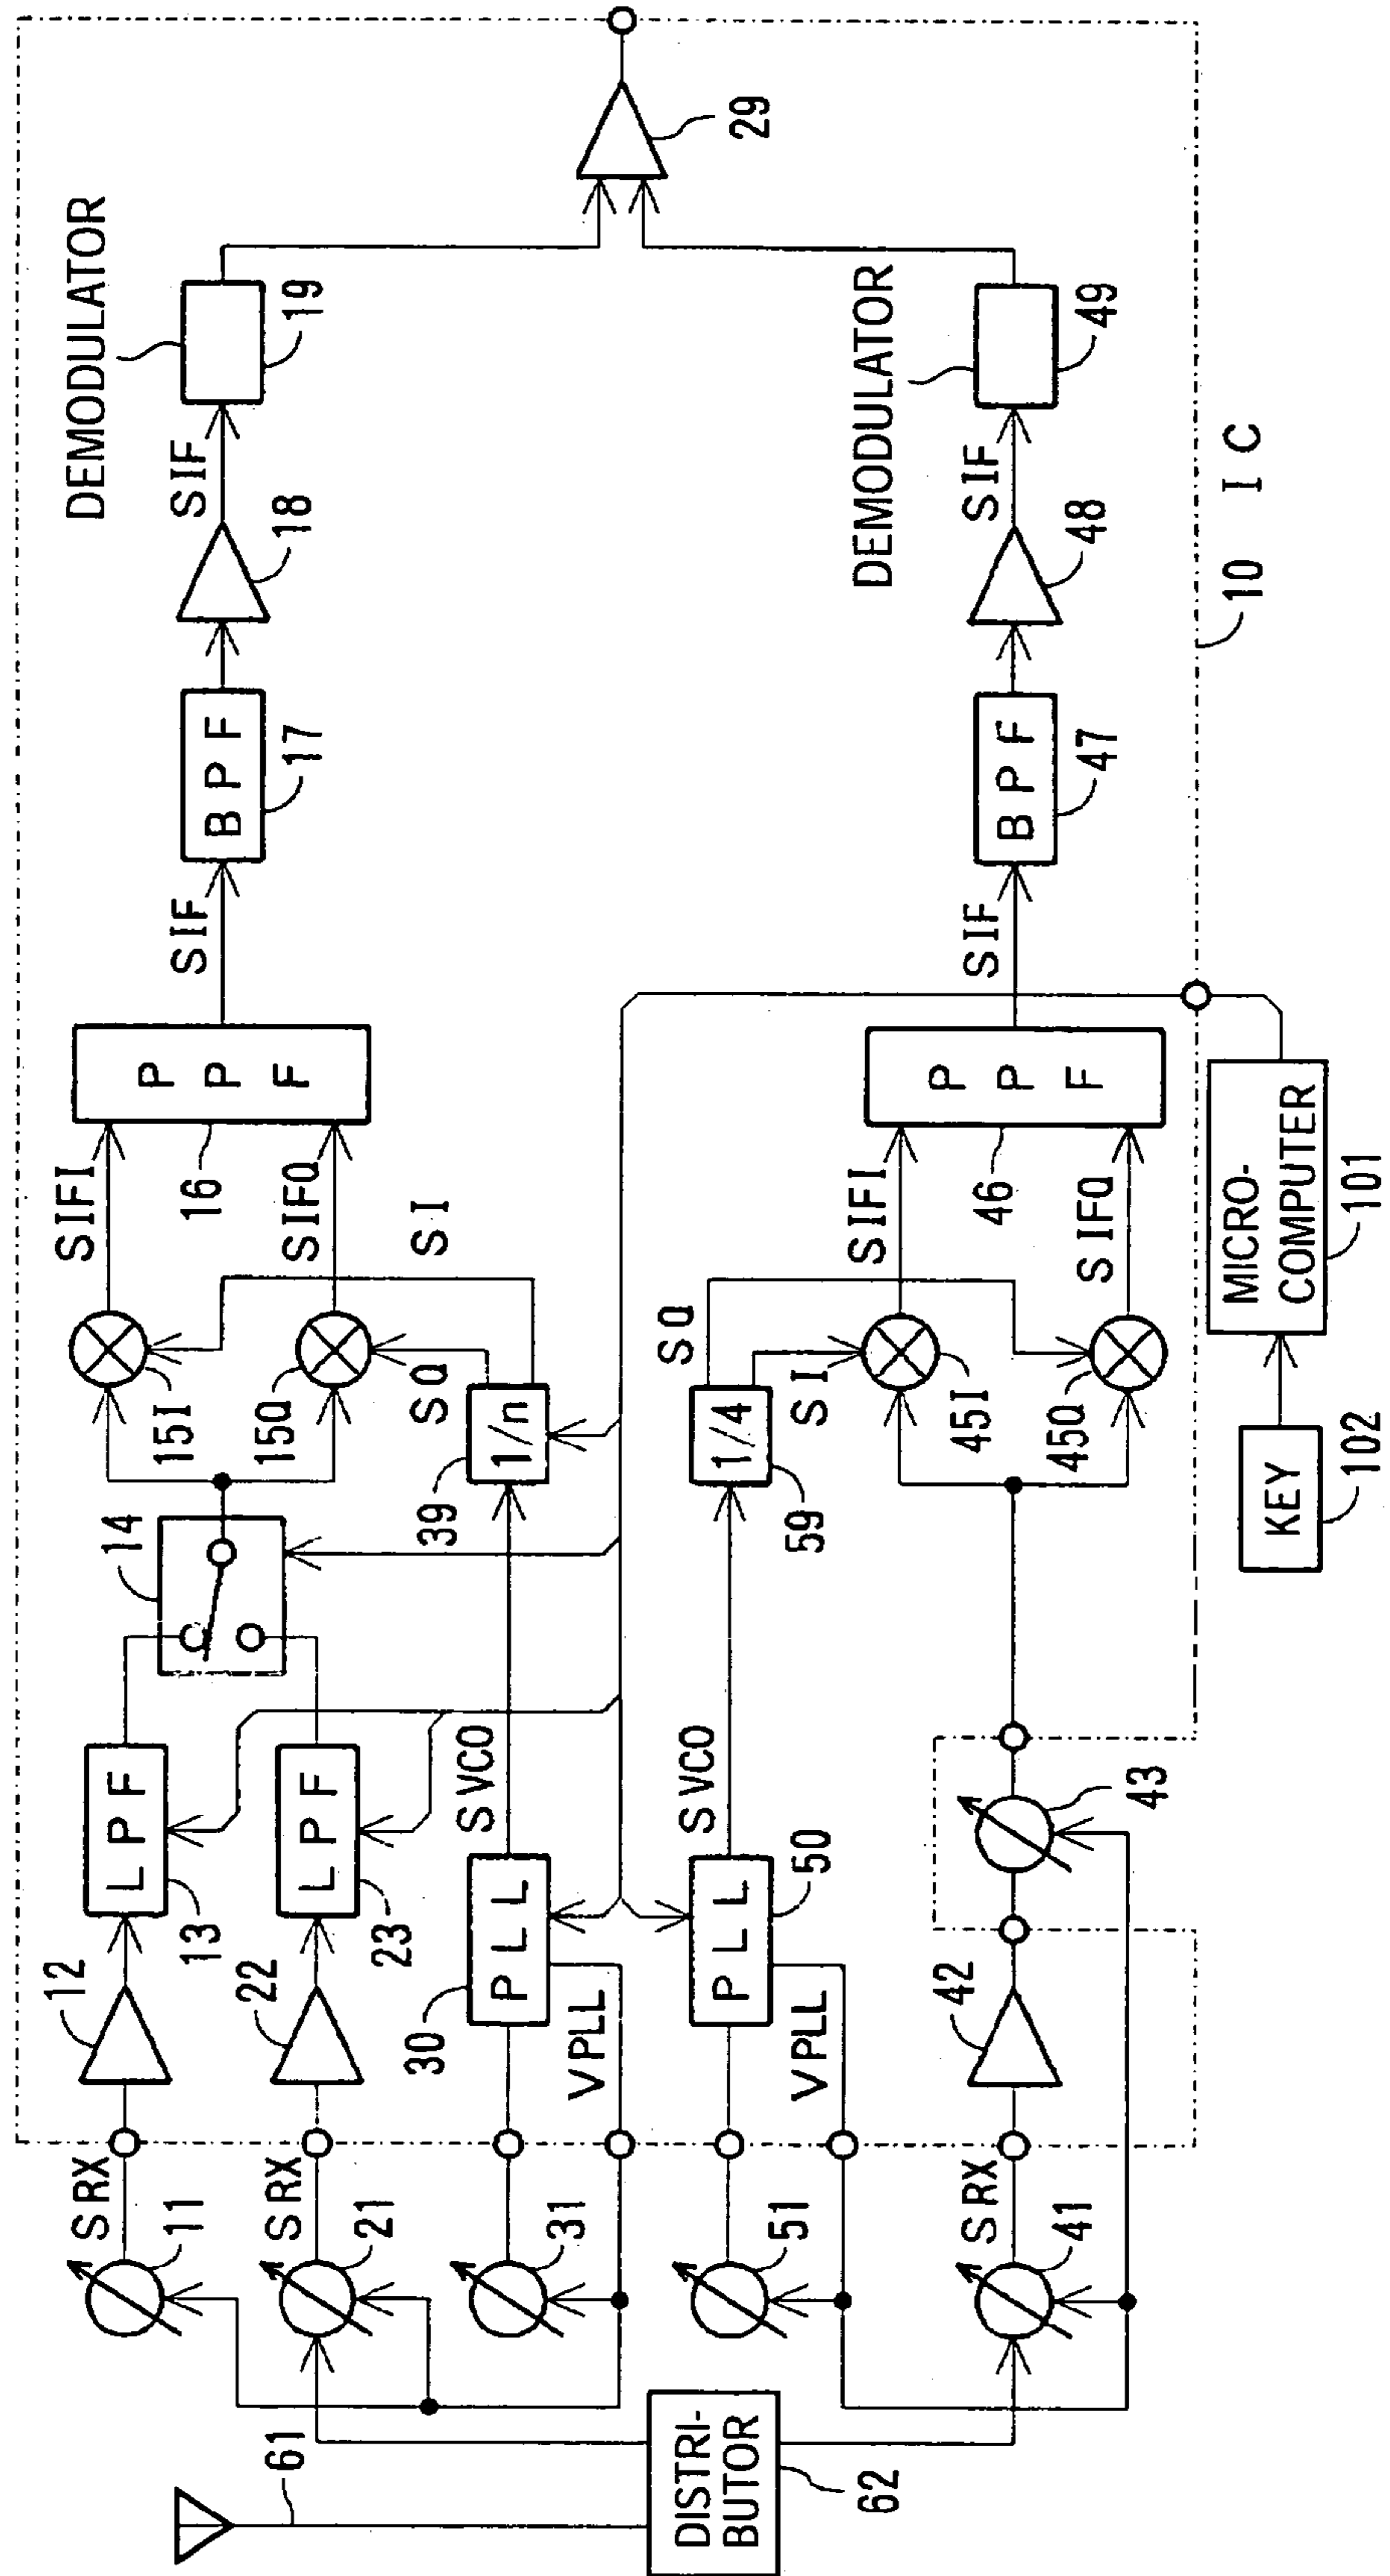 DEMODULATOR
19
SIF
18
BPF
17
SIF
PPF
16
SIFI
SIFQ
SI
15I
15Q
SQ
39
1/n
14
LPF
13
LPF
23
12
22
SVCO
PLL
30
VPLL
SRX
11
SRX
21
31
61
29
DEMODULATOR
49
SIF
48
BPF
47
SIF
PPF
46
SIFI
SIFQ
SQ
SI
45I
45Q
1/4
59
SVCO
PLL
50
VPLL
43
42
51
SRX
41
DISTRI-
BUTOR
62
10 IC
MICRO-
COMPUTER
101
KEY
102